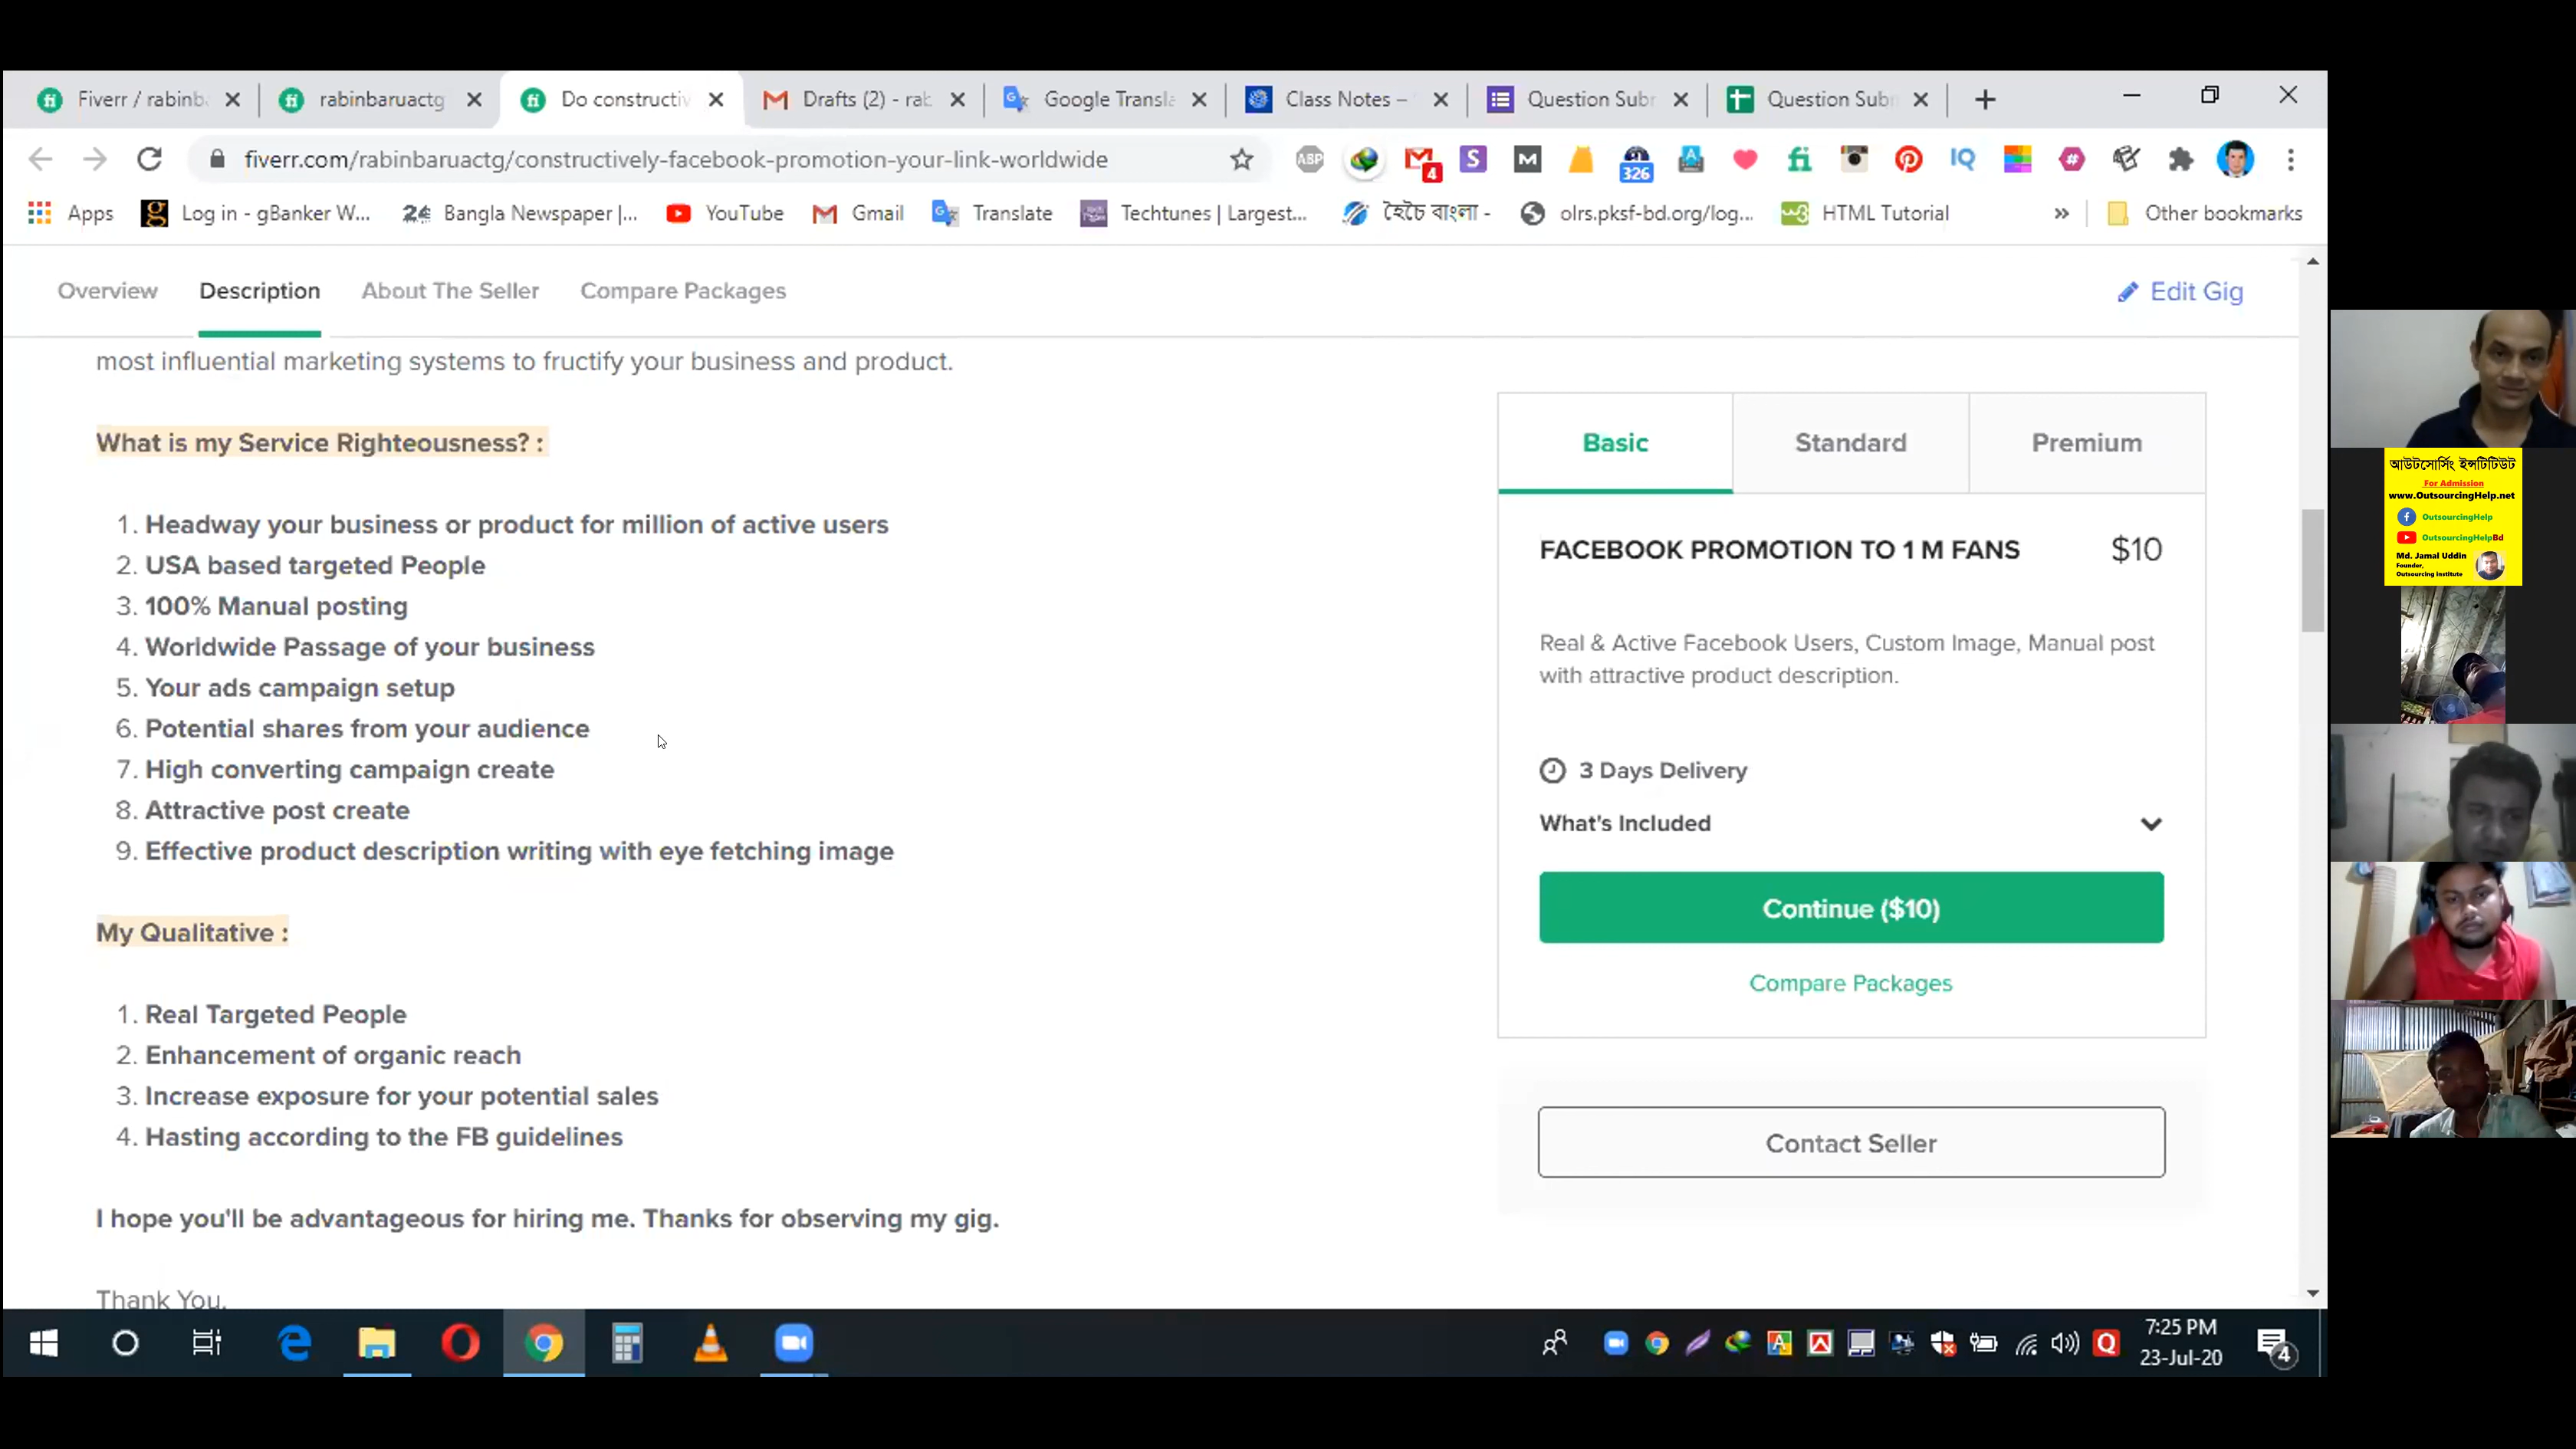 Fiverr / rabinb
rabinbaruactg
Do constructiv
Drafts (2) - rab
Google Transla
Class Notes –
Question Subr
Question Subr
fiverr.com/rabinbaruactg/constructively-facebook-promotion-your-link-worldwide
ABP
4
326
IQ
Apps
Log in - gBanker W...
Bangla Newspaper |...
YouTube
Gmail
Translate
Techtunes | Largest...
হৈচৈ বাংলা -
olrs.pksf-bd.org/log...
HTML Tutorial
»
Other bookmarks
Overview
Description
About The Seller
Compare Packages
Edit Gig
most influential marketing systems to fructify your business and product.
What is my Service Righteousness? :
1. Headway your business or product for million of active users
2. USA based targeted People
3. 100% Manual posting
4. Worldwide Passage of your business
5. Your ads campaign setup
6. Potential shares from your audience
7. High converting campaign create
8. Attractive post create
9. Effective product description writing with eye fetching image
My Qualitative :
1. Real Targeted People
2. Enhancement of organic reach
3. Increase exposure for your potential sales
4. Hasting according to the FB guidelines
I hope you'll be advantageous for hiring me. Thanks for observing my gig.
Thank You.
Basic
Standard
Premium
FACEBOOK PROMOTION TO 1 M FANS
$10
Real & Active Facebook Users, Custom Image, Manual post
with attractive product description.
3 Days Delivery
What's Included
Continue ($10)
Compare Packages
Contact Seller
আউটসোর্সিং ইন্সটিটিউট
For Admission
www.OutsourcingHelp.net
OutsourcingHelp
OutsourcingHelpBd
Md. Jamal Uddin
Founder,
Outsourcing institute
7:25 PM
23-Jul-20
4